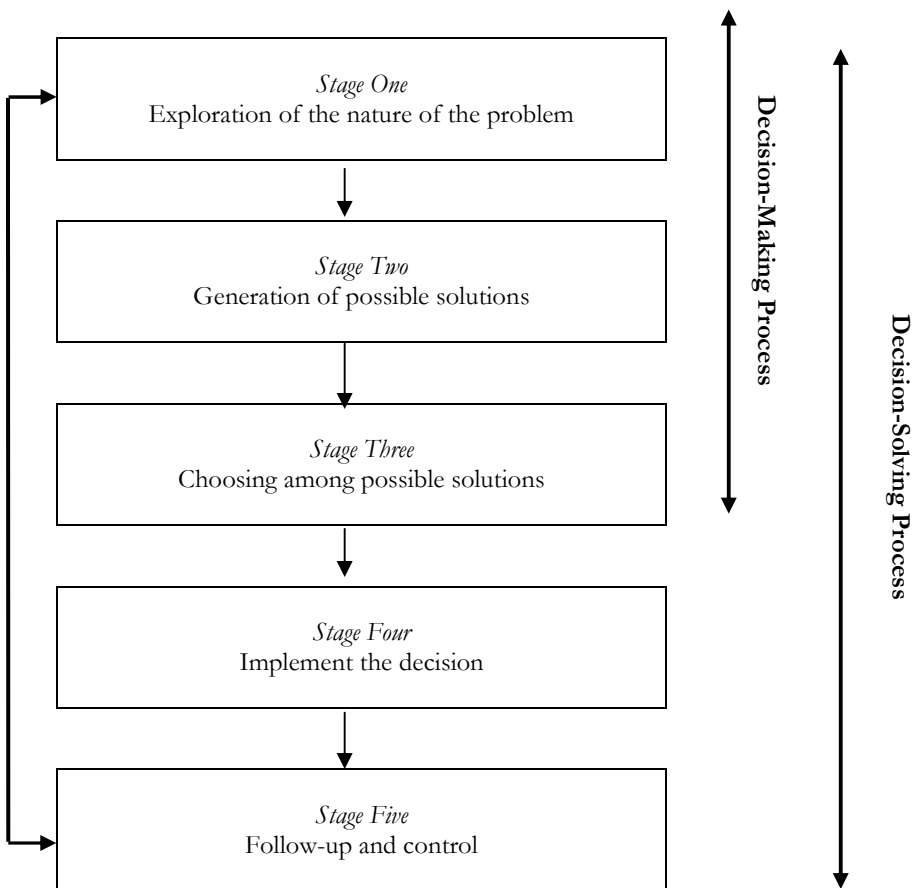 Stage One
Exploration of the nature of the problem
Stage Two
Generation of possible solutions
Stage Three
Choosing among possible solutions
Stage Four
Implement the decision
Stage Five
Follow-up and control
Decision-Making Process
Decision-Solving Process